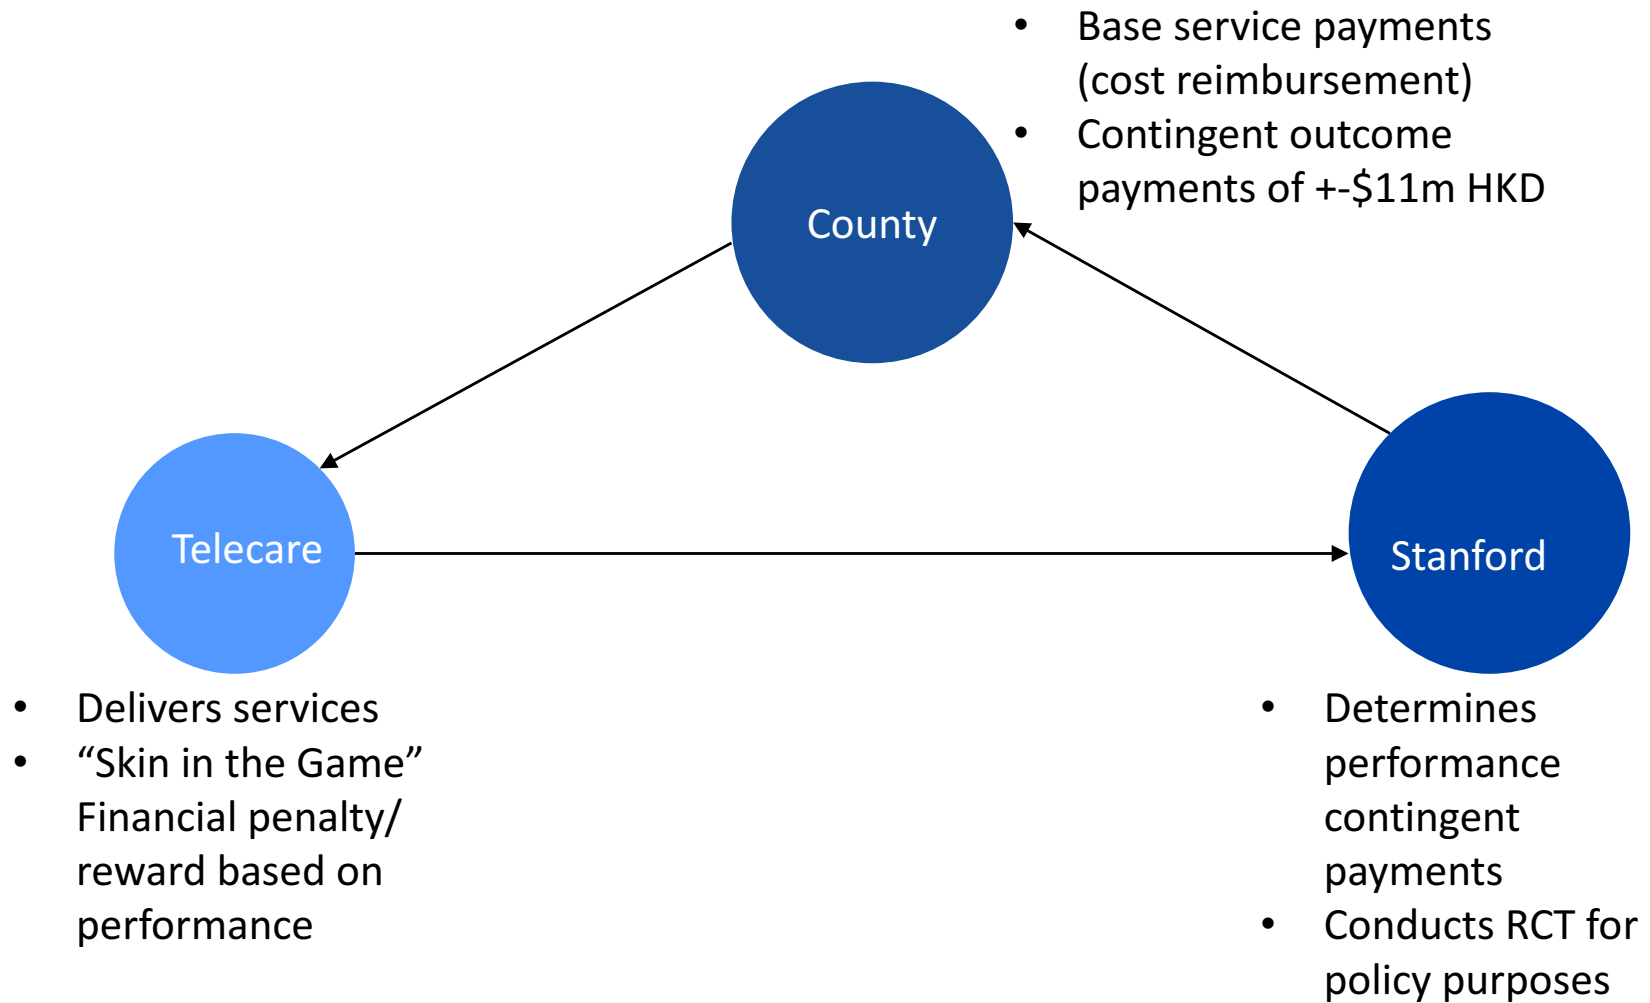 • Base service payments
(cost reimbursement)
• Contingent outcome
payments of +-$11m HKD
County
Telecare
Stanford
• Delivers services
• “Skin in the Game”
Financial penalty/
reward based on
performance
• Determines
performance
contingent
payments
• Conducts RCT for
policy purposes